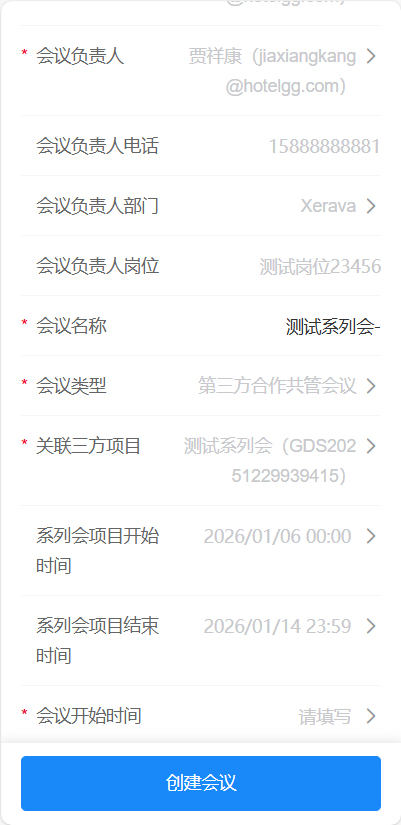 @hotelgg.com）
* 会议负责人 贾祥康（jiaxiangkang
@hotelgg.com）
会议负责人电话 15888888881
会议负责人部门 Xerava
会议负责人岗位 测试岗位23456
* 会议名称 测试系列会-
* 会议类型 第三方合作共管会议
* 关联三方项目 测试系列会（GDS202
51229939415）
系列会项目开始 2026/01/06 00:00
时间
系列会项目结束 2026/01/14 23:59
时间
* 会议开始时间 请填写
创建会议